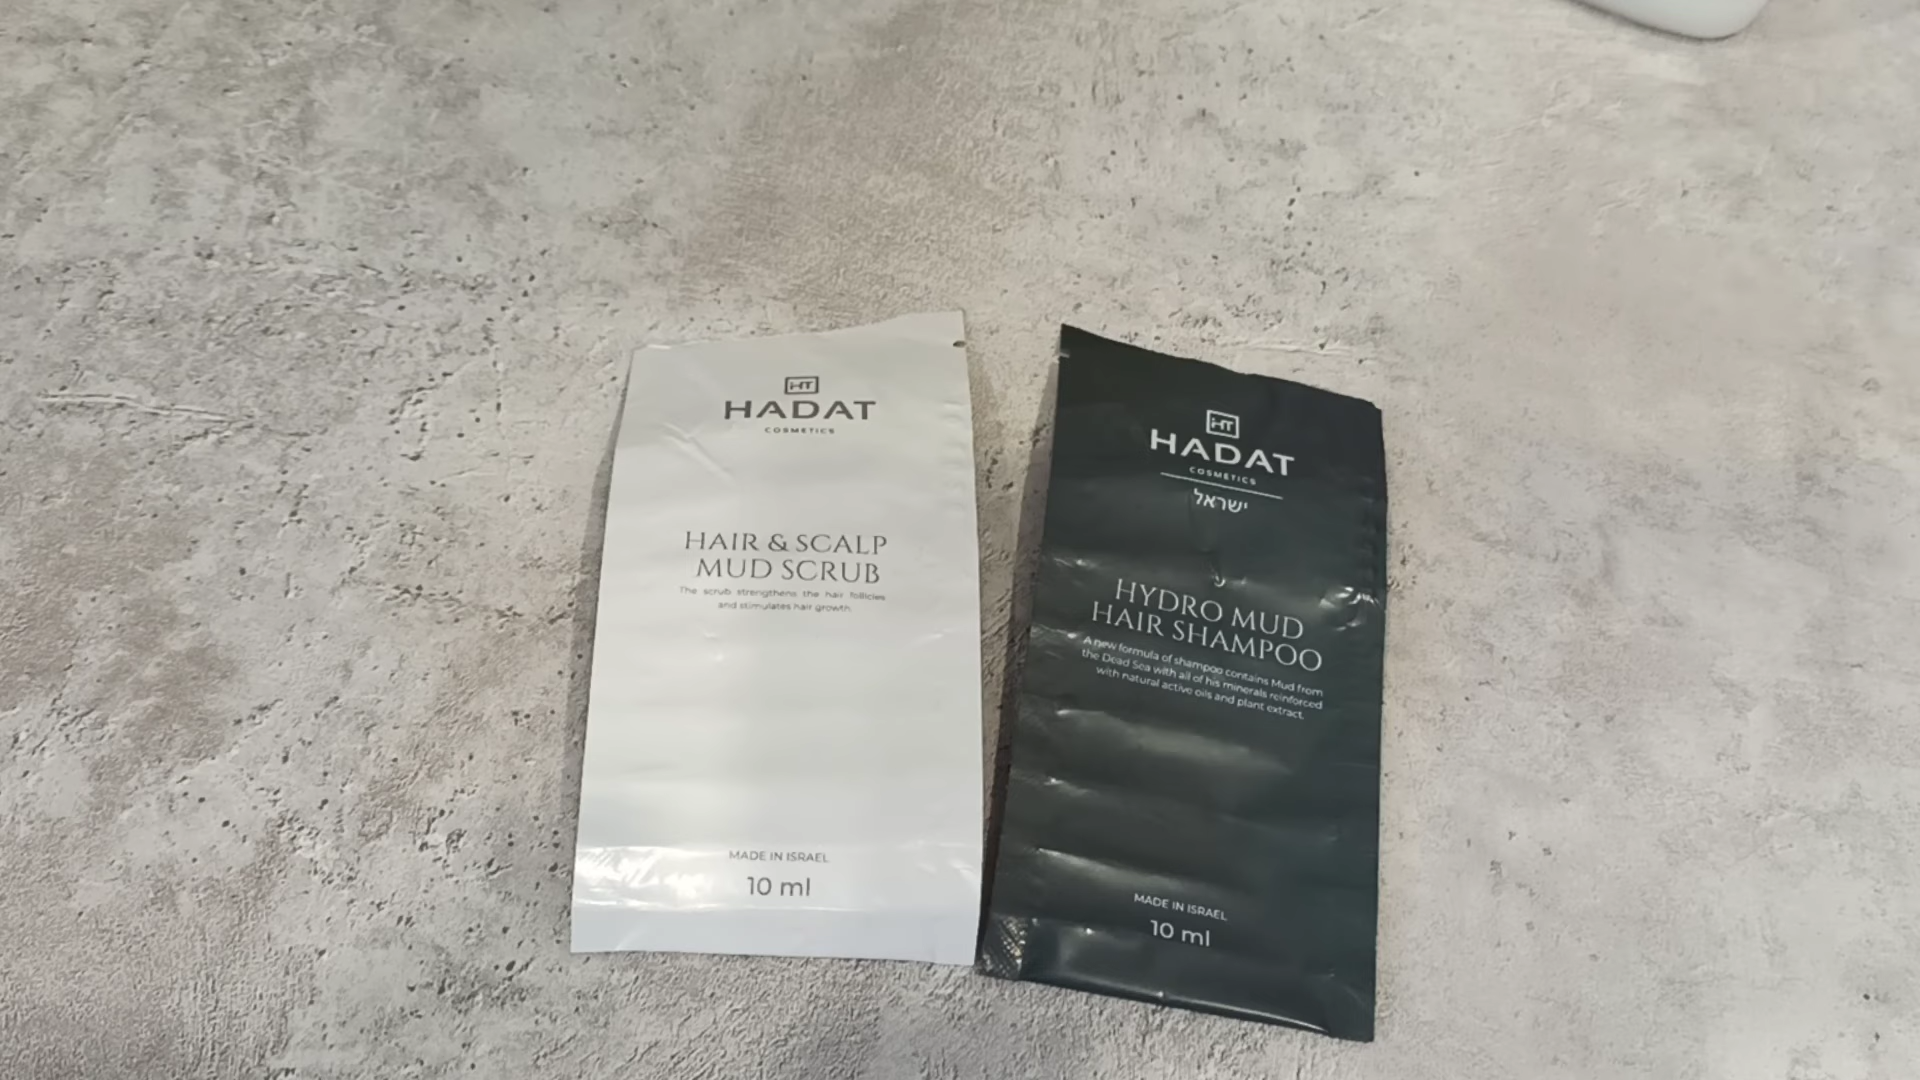 HT
HADAT
COSMETICS
HAIR & SCALP
MUD SCRUB
The scrub strengthens the hair follicles
and stimulates hair growth.
MADE IN ISRAEL
10 ml
HT
HADAT
COSMETICS
ישראל
HYDRO MUD
HAIR SHAMPOO
A new formula of shampoo contains Mud from
the Dead Sea with all of his minerals reinforced
with natural active oils and plant extract.
MADE IN ISRAEL
10 ml